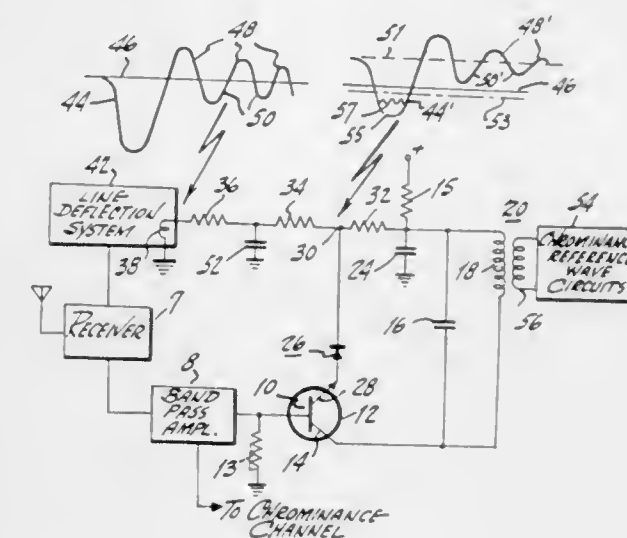 46 48 51 48'
44 50 50' 46
57 44' 53
55
42 36 34 32 15 20 54
LINE
DEFLECTION
SYSTEM
38 52 30 24 18
CHROMINANCE
REFERENCE
WAVE
CIRCUITS
56
7 RECEIVER
16
26
8 10 28
BAND
PASS
AMPL.
12
13 14
TO CHROMINANCE
CHANNEL
+